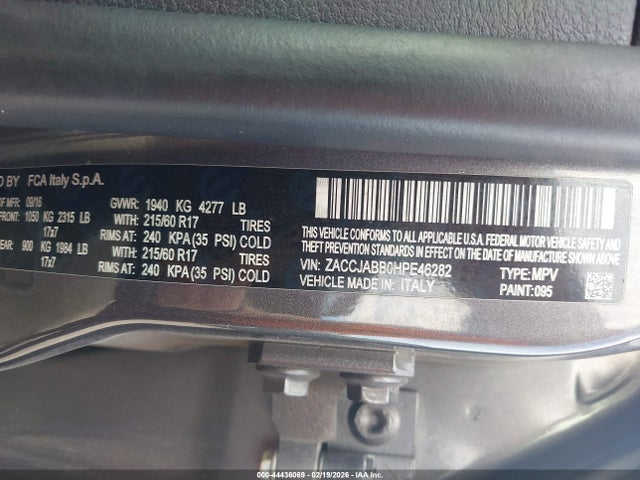 D BY FCA Italy S.p.A.
OF MFR: 09/16 GVWR: 1940 KG 4277 LB
FRONT: 1050 KG 2315 LB WITH: 215/60 R17 TIRES
17x7 RIMS AT: 240 KPA (35 PSI) COLD
EAR: 900 KG 1984 LB WITH: 215/60 R17 TIRES
17x7 RIMS AT: 240 KPA (35 PSI) COLD
THIS VEHICLE CONFORMS TO ALL APPLICABLE U.S.A. FEDERAL MOTOR
VEHICLE SAFETY, BUMPER, AND THEFT PREVENTION STANDARDS IN
EFFECT ON THE DATE OF MANUFACTURE SHOWN ABOVE.
VIN: ZACCJABB0HPE46282 TYPE: MPV
VEHICLE MADE IN: ITALY PAINT: 095
000-44436069 | 02/19/2026 - IAA Inc.